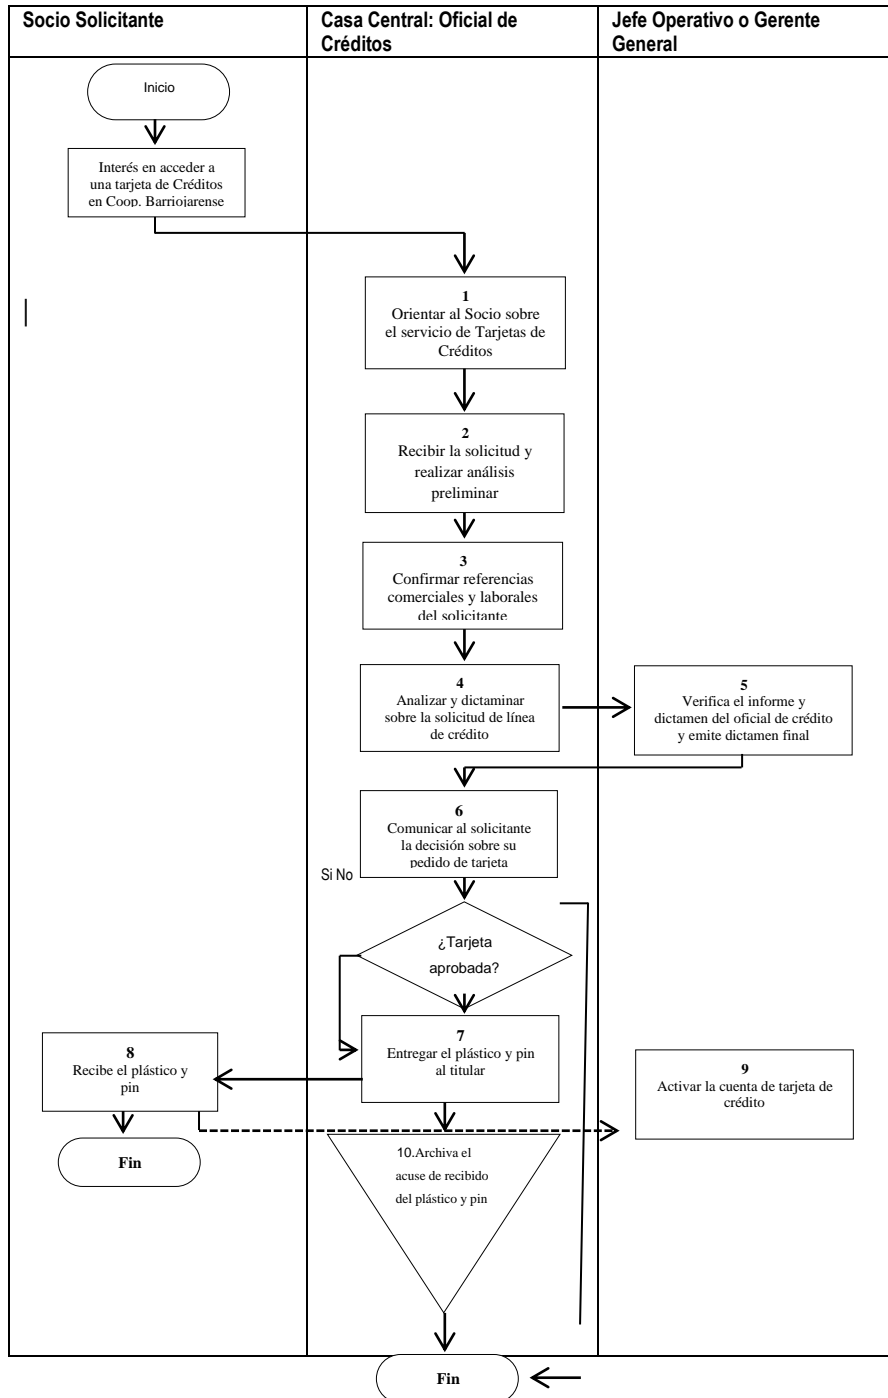 Socio Solicitante
Casa Central: Oficial de
Créditos
Jefe Operativo o Gerente
General
Inicio
Interés en acceder a
una tarjeta de Créditos
en Coop. Barriojarense
1
Orientar al Socio sobre
el servicio de Tarjetas de
Créditos
2
Recibir la solicitud y
realizar análisis
preliminar
3
Confirmar referencias
comerciales y laborales
del solicitante
4
Analizar y dictaminar
sobre la solicitud de línea
de crédito
5
Verifica el informe y
dictamen del oficial de crédito
y emite dictamen final
6
Comunicar al solicitante
la decisión sobre su
pedido de tarjeta
Si No
¿Tarjeta
aprobada?
7
Entregar el plástico y pin
al titular
8
Recibe el plástico y
pin
9
Activar la cuenta de tarjeta de
crédito
Fin
10.Archiva el
acuse de recibido
del plástico y pin
Fin